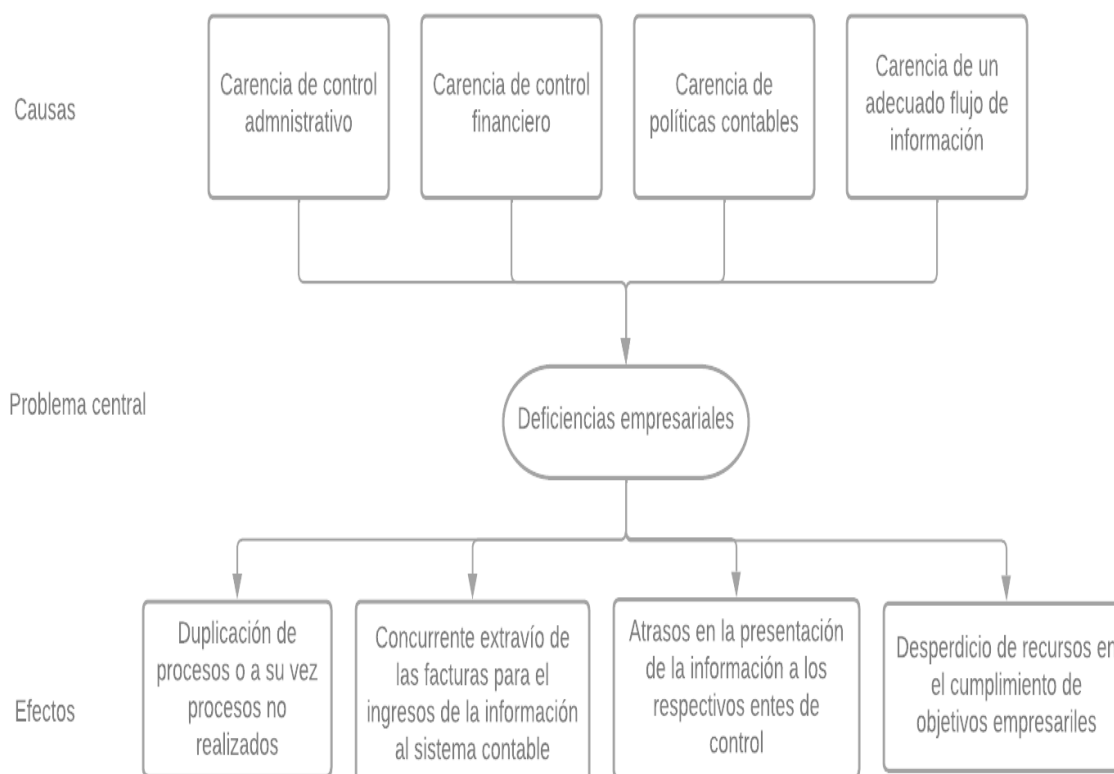 Causas
Carencia de control
admnistrativo
Carencia de control
financiero
Carencia de
políticas contables
Carencia de un
adecuado flujo de
información
Problema central
Deficiencias empresariales
Efectos
Duplicación de
procesos o a su vez
procesos no
realizados
Concurrente extravío de
las facturas para el
ingresos de la información
al sistema contable
Atrasos en la presentación
de la información a los
respectivos entes de
control
Desperdicio de recursos en
el cumplimiento de
objetivos empresariles